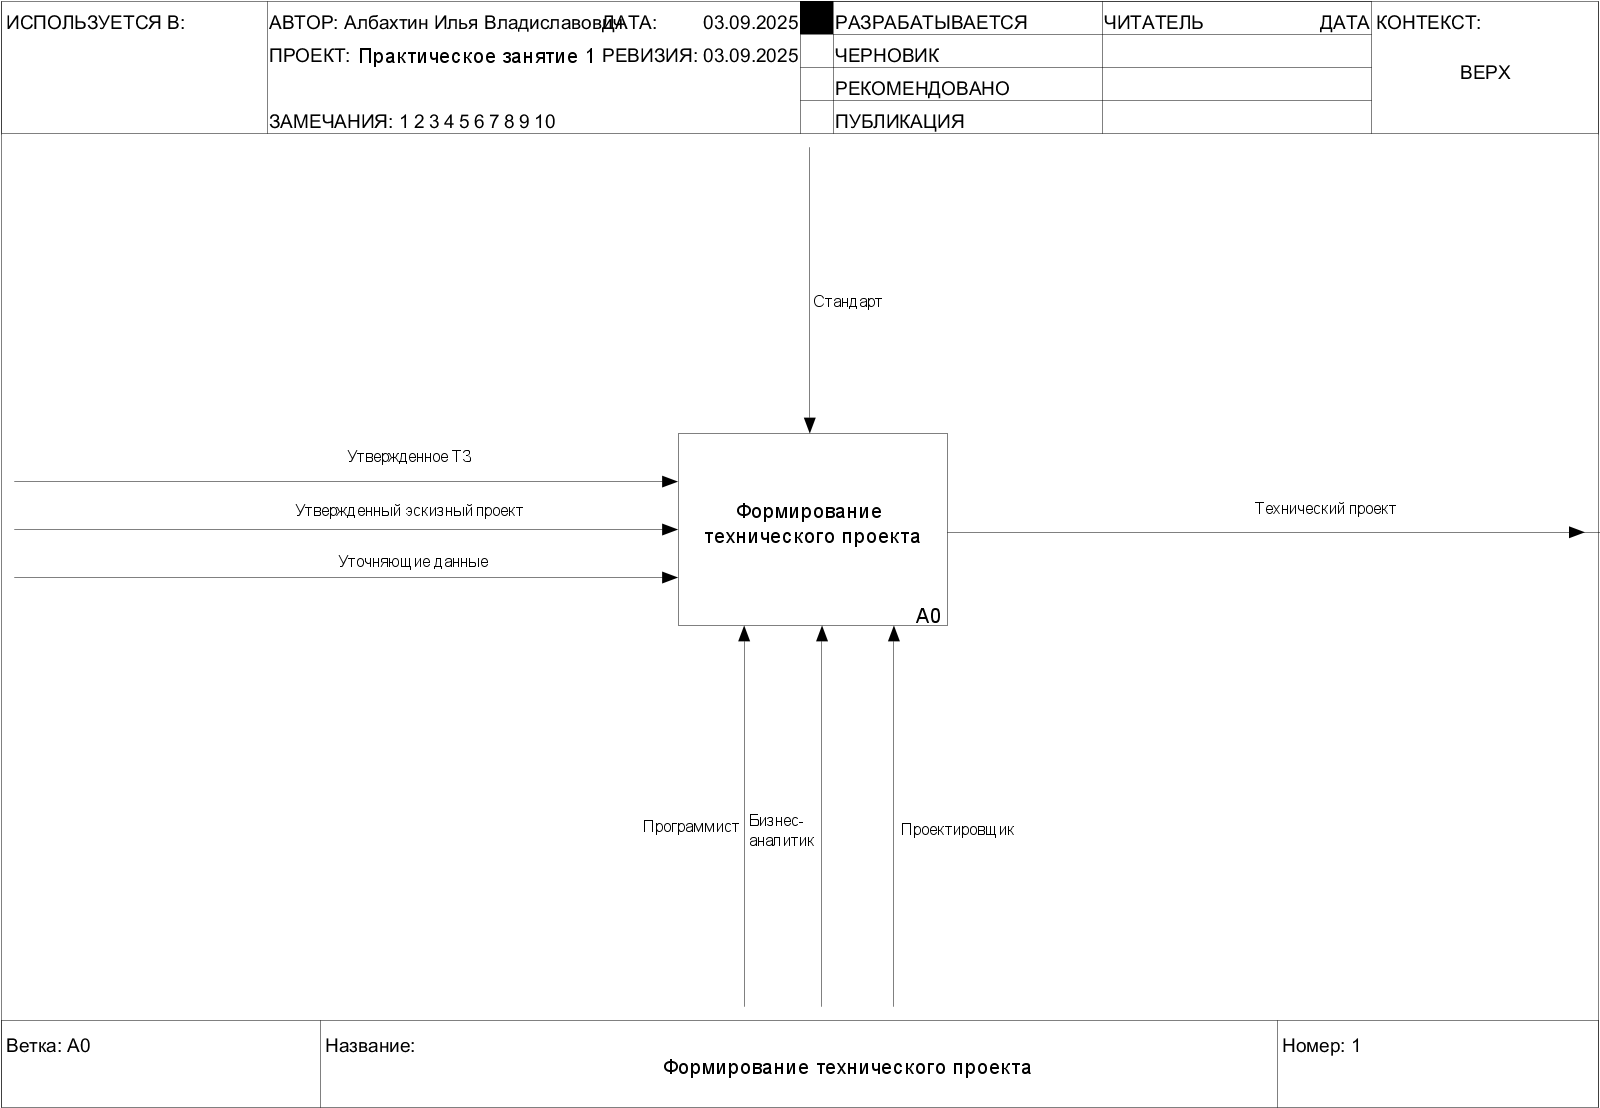 ИСПОЛЬЗУЕТСЯ В:
АВТОР: Албахтин Илья Владиславович
ДАТА: 03.09.2025
ПРОЕКТ: Практическое занятие 1
РЕВИЗИЯ: 03.09.2025
ЗАМЕЧАНИЯ: 1 2 3 4 5 6 7 8 9 10
РАЗРАБАТЫВАЕТСЯ
ЧЕРНОВИК
РЕКОМЕНДОВАНО
ПУБЛИКАЦИЯ
ЧИТАТЕЛЬ
ДАТА
КОНТЕКСТ:
ВЕРХ
Стандарт
Утвержденное ТЗ
Утвержденный эскизный проект
Уточняющие данные
Формирование
технического проекта
A0
Технический проект
Программист
Бизнес-
аналитик
Проектировщик
Ветка: A0
Название:
Формирование технического проекта
Номер: 1